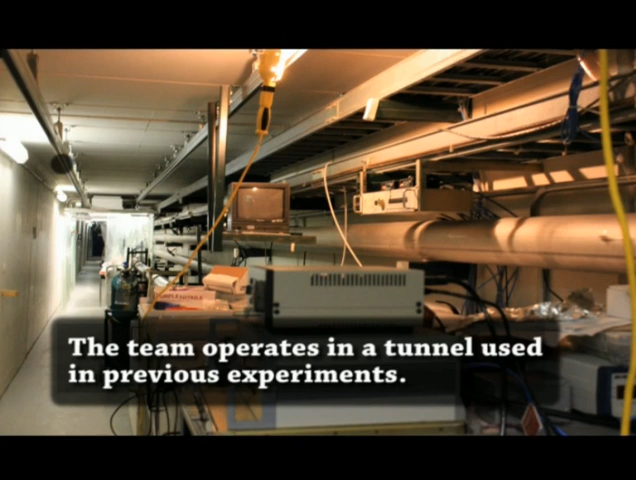 The team operates in a tunnel used
in previous experiments.